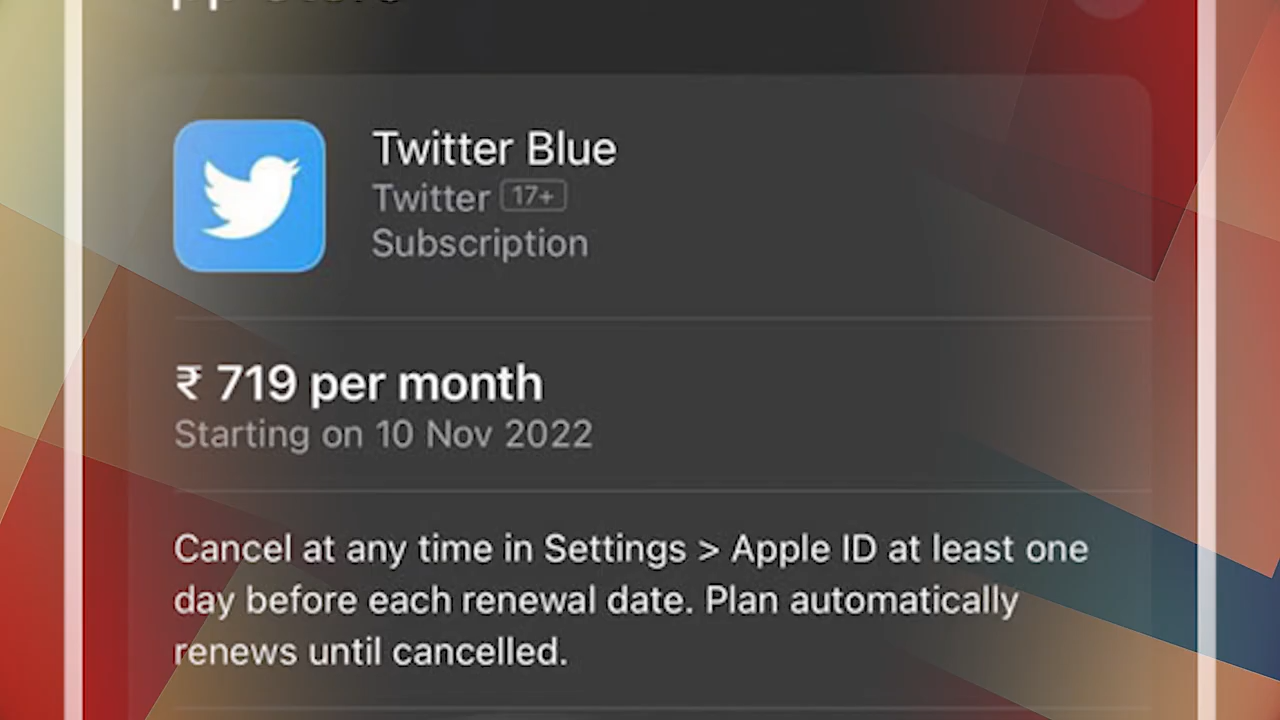 Twitter Blue
Twitter 17+
Subscription
₹ 719 per month
Starting on 10 Nov 2022
Cancel at any time in Settings > Apple ID at least one
day before each renewal date. Plan automatically
renews until cancelled.